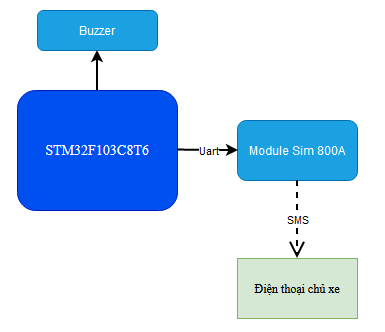 Buzzer
STM32F103C8T6
Uart
Module Sim 800A
SMS
Điện thoại chủ xe